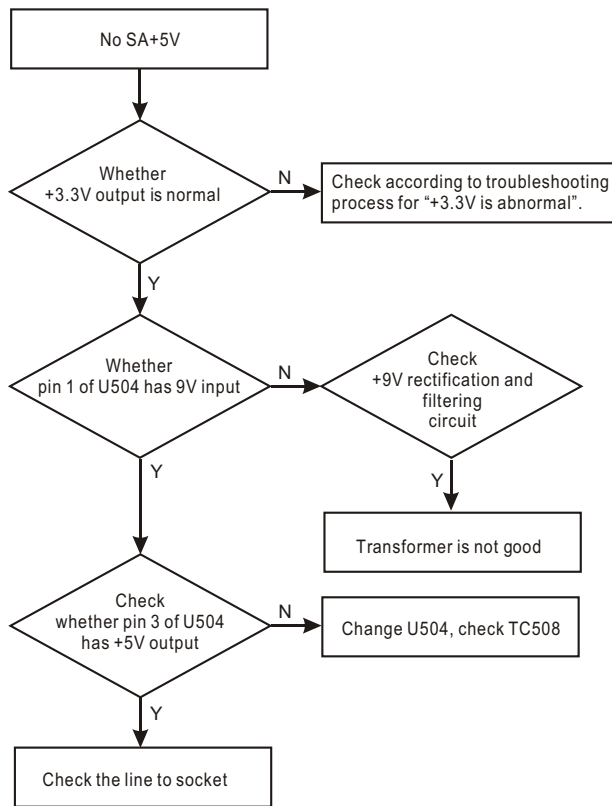 No SA+5V
Whether
+3.3V output is normal
N
Check according to troubleshooting
process for “+3.3V is abnormal”.
Y
Whether
pin 1 of U504 has 9V input
N
Check
+9V rectification and
filtering
circuit
Y
Y
Transformer is not good
Check
whether pin 3 of U504
has +5V output
N
Change U504, check TC508
Y
Check the line to socket